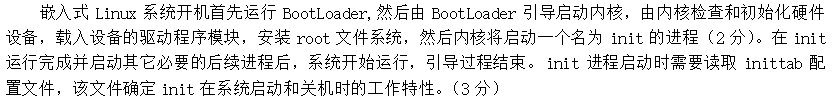 嵌入式 Linux 系统开机首先运行 BootLoader,然后由 BootLoader 引导启动内核，由内核检查和初始化硬件
设备，载入设备的驱动程序模块，安装 root 文件系统，然后内核将启动一个名为 init 的进程（2 分）。在 init
运行完成并启动其它必要的后续进程后，系统开始运行，引导过程结束。 init 进程启动时需要读取 inittab 配
置文件，该文件确定 init 在系统启动和关机时的工作特性。（3 分）